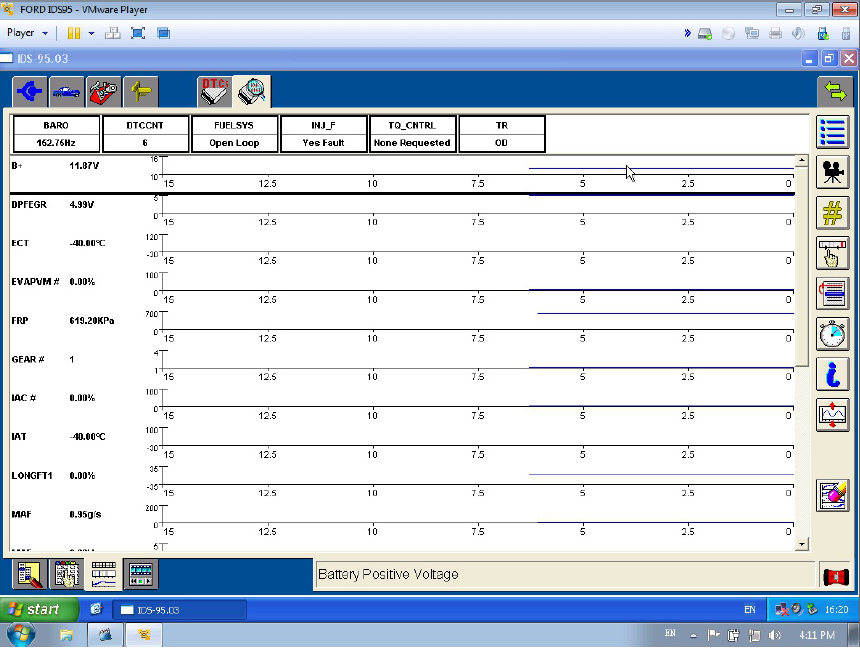 FORD IDS95 - VMware Player
Player
IDS-95.03
DTCs
BARO DTCCNT FUELSYS INJ_F TQ_CNTRL TR
152.75Hz 6 Open Loop Yes Fault None Requested OD
B+ 11.87V 16
10
15 12.5 10 7.5 5 2.5 0
DPFEGR 4.99V 5
0
15 12.5 10 7.5 5 2.5 0
ECT -40.00°C 120
-30
15 12.5 10 7.5 5 2.5 0
EVAPVM # 0.00% 100
0
15 12.5 10 7.5 5 2.5 0
FRP 619.20KPa 700
0
15 12.5 10 7.5 5 2.5 0
GEAR # 1 4
1
15 12.5 10 7.5 5 2.5 0
IAC # 0.00% 100
0
15 12.5 10 7.5 5 2.5 0
IAT -40.00°C 100
-30
15 12.5 10 7.5 5 2.5 0
LONGFT1 0.00% 35
-35
15 12.5 10 7.5 5 2.5 0
MAF 0.95g/s 200
0
15 12.5 10 7.5 5 2.5 0
5
Battery Positive Voltage
start IDS-95.03 EN 16:20
EN 4:11 PM